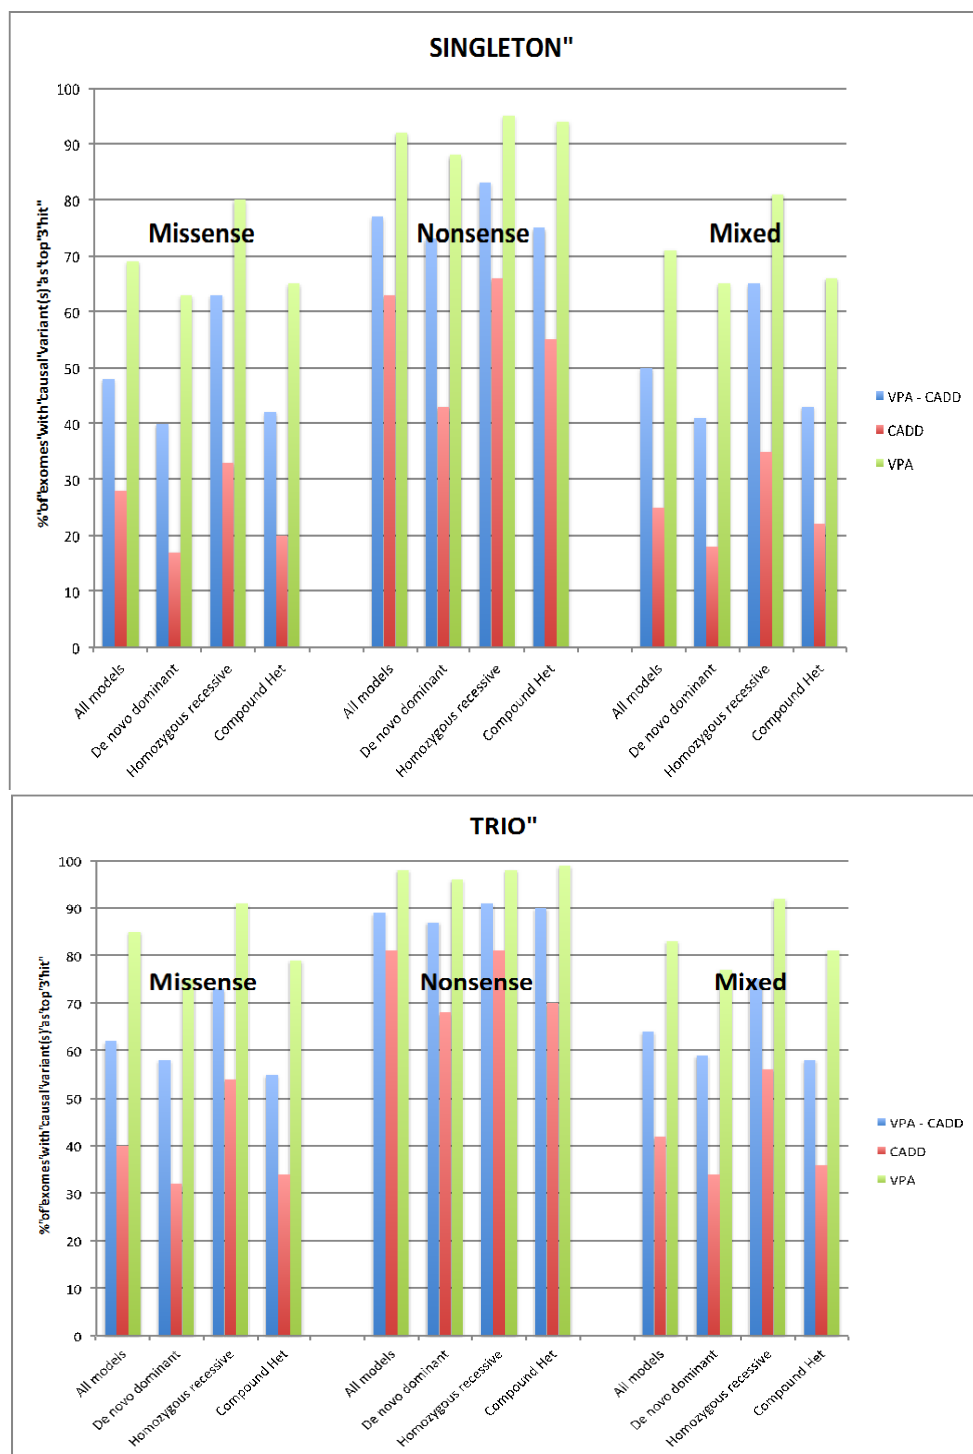 SINGLETON"
%"of"exomes"with"causal"variant(s)"as"top"3"hit"
100
90
80
70
60
50
40
30
20
10
0
Missense
Nonsense
Mixed
All models
De novo dominant
Homozygous recessive
Compound Het
All models
De novo dominant
Homozygous recessive
Compound Het
All models
De novo dominant
Homozygous recessive
Compound Het
VPA - CADD
CADD
VPA
TRIO"
%"of"exomes"with"causal"variant(s)"as"top"3"hit"
100
90
80
70
60
50
40
30
20
10
0
Missense
Nonsense
Mixed
All models
De novo dominant
Homozygous recessive
Compound Het
All models
De novo dominant
Homozygous recessive
Compound Het
All models
De novo dominant
Homozygous recessive
Compound Het
VPA - CADD
CADD
VPA